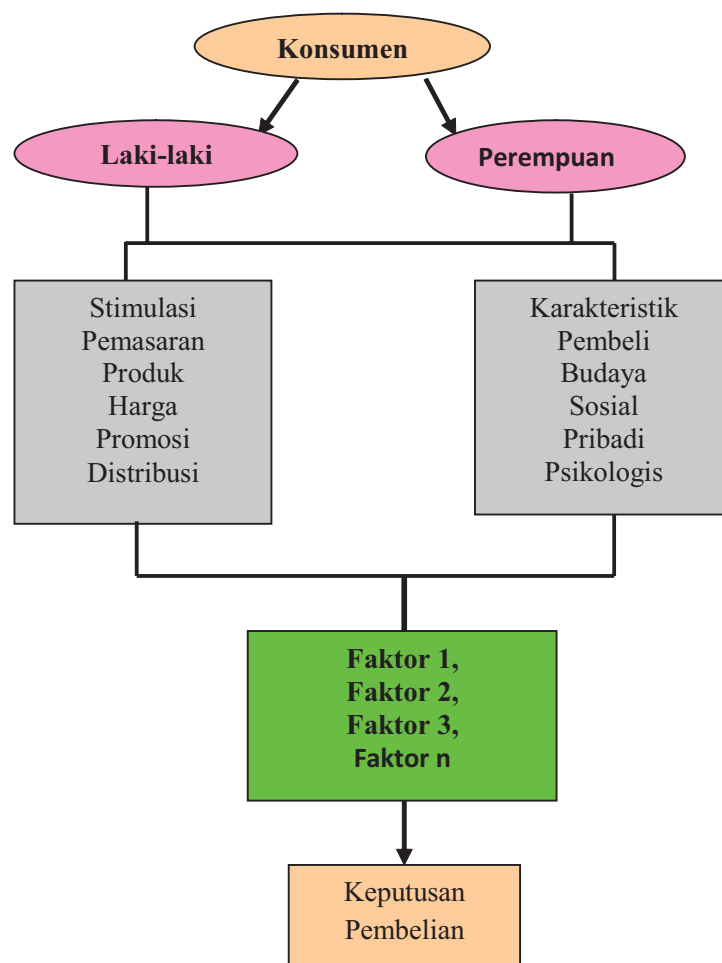 Konsumen
Laki-laki
Perempuan
Stimulasi
Pemasaran
Produk
Harga
Promosi
Distribusi
Karakteristik
Pembeli
Budaya
Sosial
Pribadi
Psikologis
Faktor 1,
Faktor 2,
Faktor 3,
Faktor n
Keputusan
Pembelian